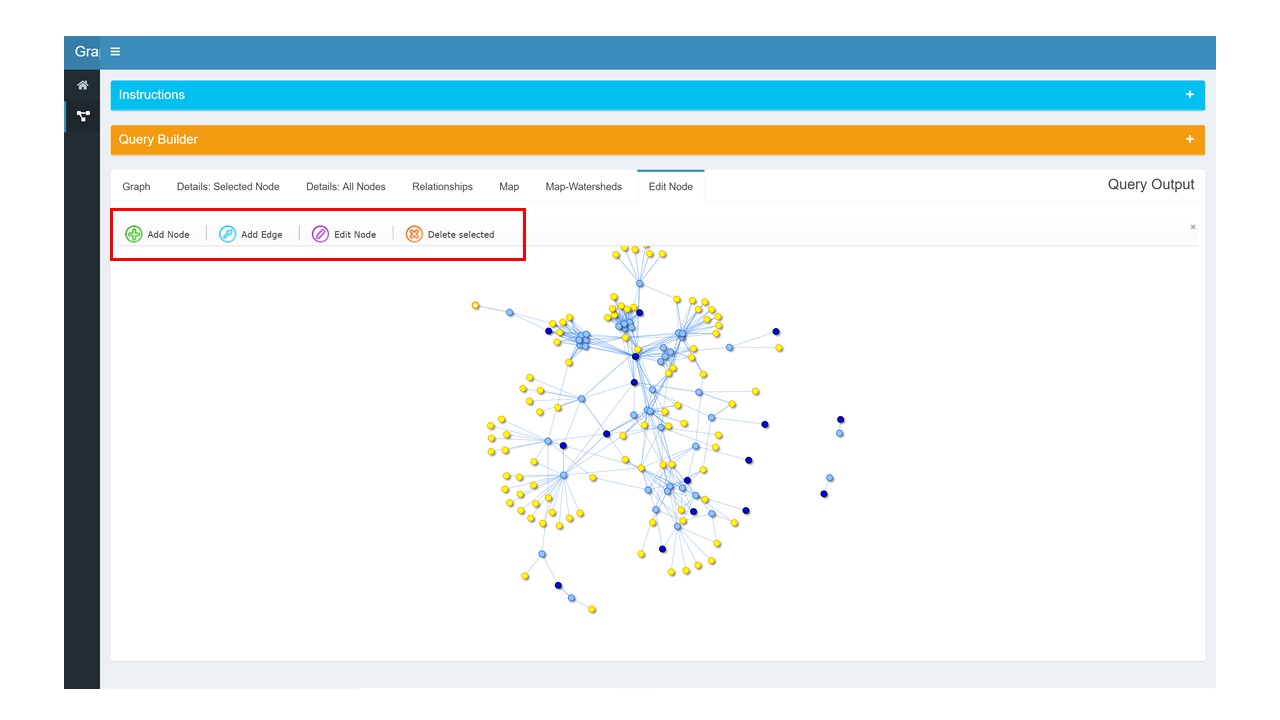 Gra
Instructions +
Query Builder +
Graph Details: Selected Node Details: All Nodes Relationships Map Map-Watersheds Edit Node Query Output
Add Node Add Edge Edit Node Delete selected ×